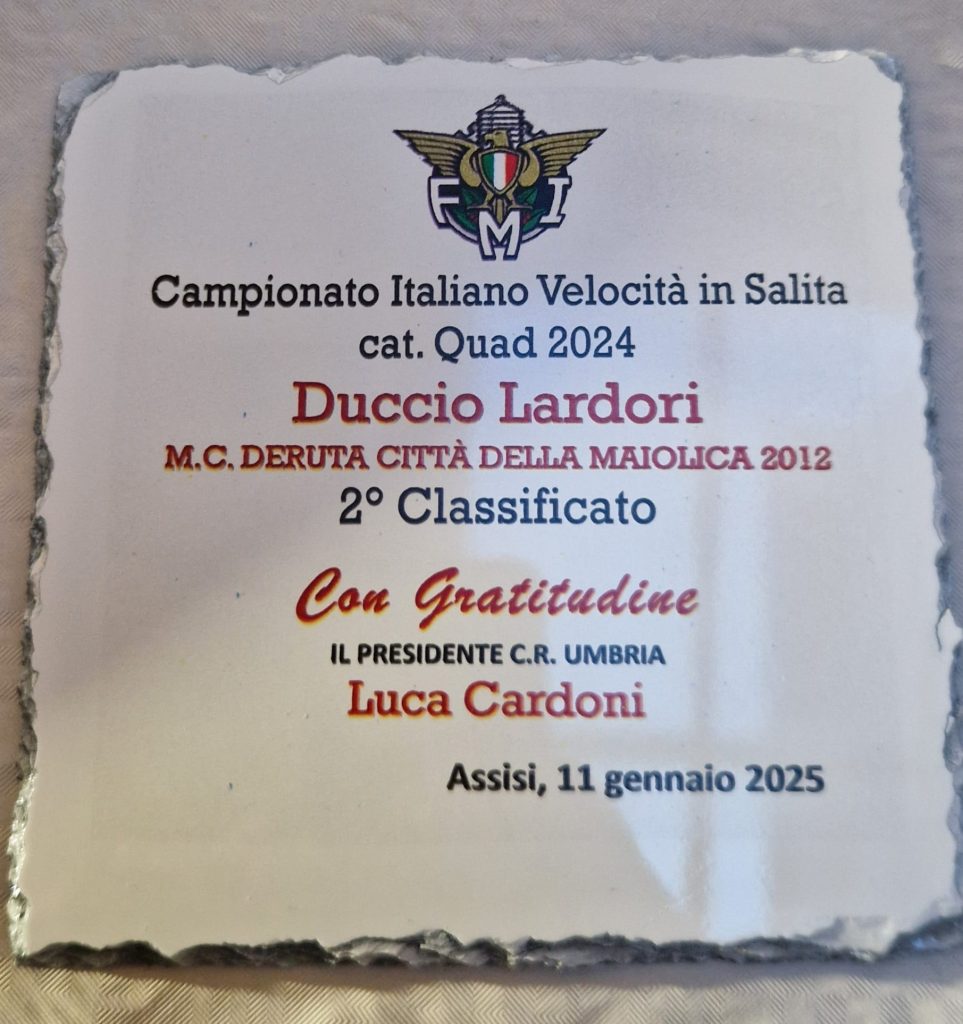 FMI
Campionato Italiano Velocità in Salita
cat. Quad 2024
Duccio Lardori
M.C. DERUTA CITTÀ DELLA MAIOLICA 2012
2° Classificato
Con Gratitudine
IL PRESIDENTE C.R. UMBRIA
Luca Cardoni
Assisi, 11 gennaio 2025